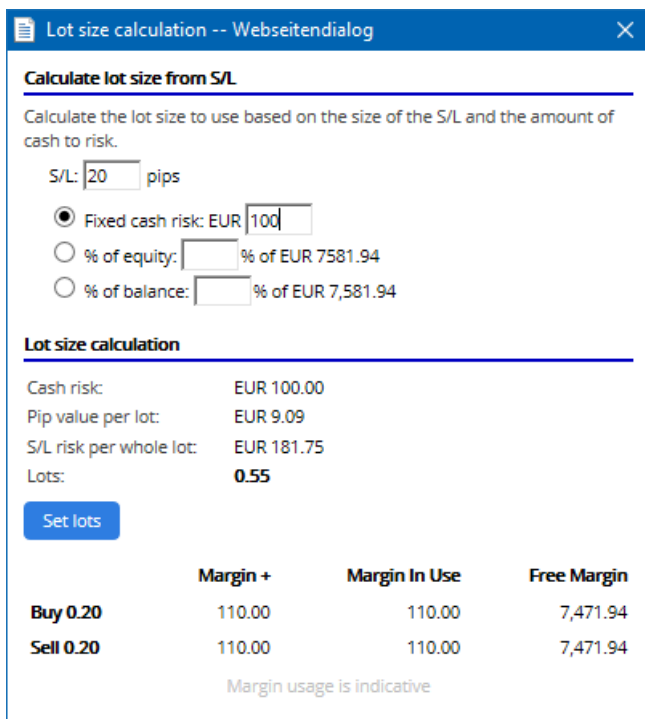 Lot size calculation -- Webseitendialog
Calculate lot size from S/L
Calculate the lot size to use based on the size of the S/L and the amount of
cash to risk.
S/L: 20 pips
Fixed cash risk: EUR 100
% of equity: % of EUR 7581.94
% of balance: % of EUR 7,581.94
Lot size calculation
Cash risk: EUR 100.00
Pip value per lot: EUR 9.09
S/L risk per whole lot: EUR 181.75
Lots: 0.55
Set lots
Margin + Margin In Use Free Margin
Buy 0.20 110.00 110.00 7,471.94
Sell 0.20 110.00 110.00 7,471.94
Margin usage is indicative